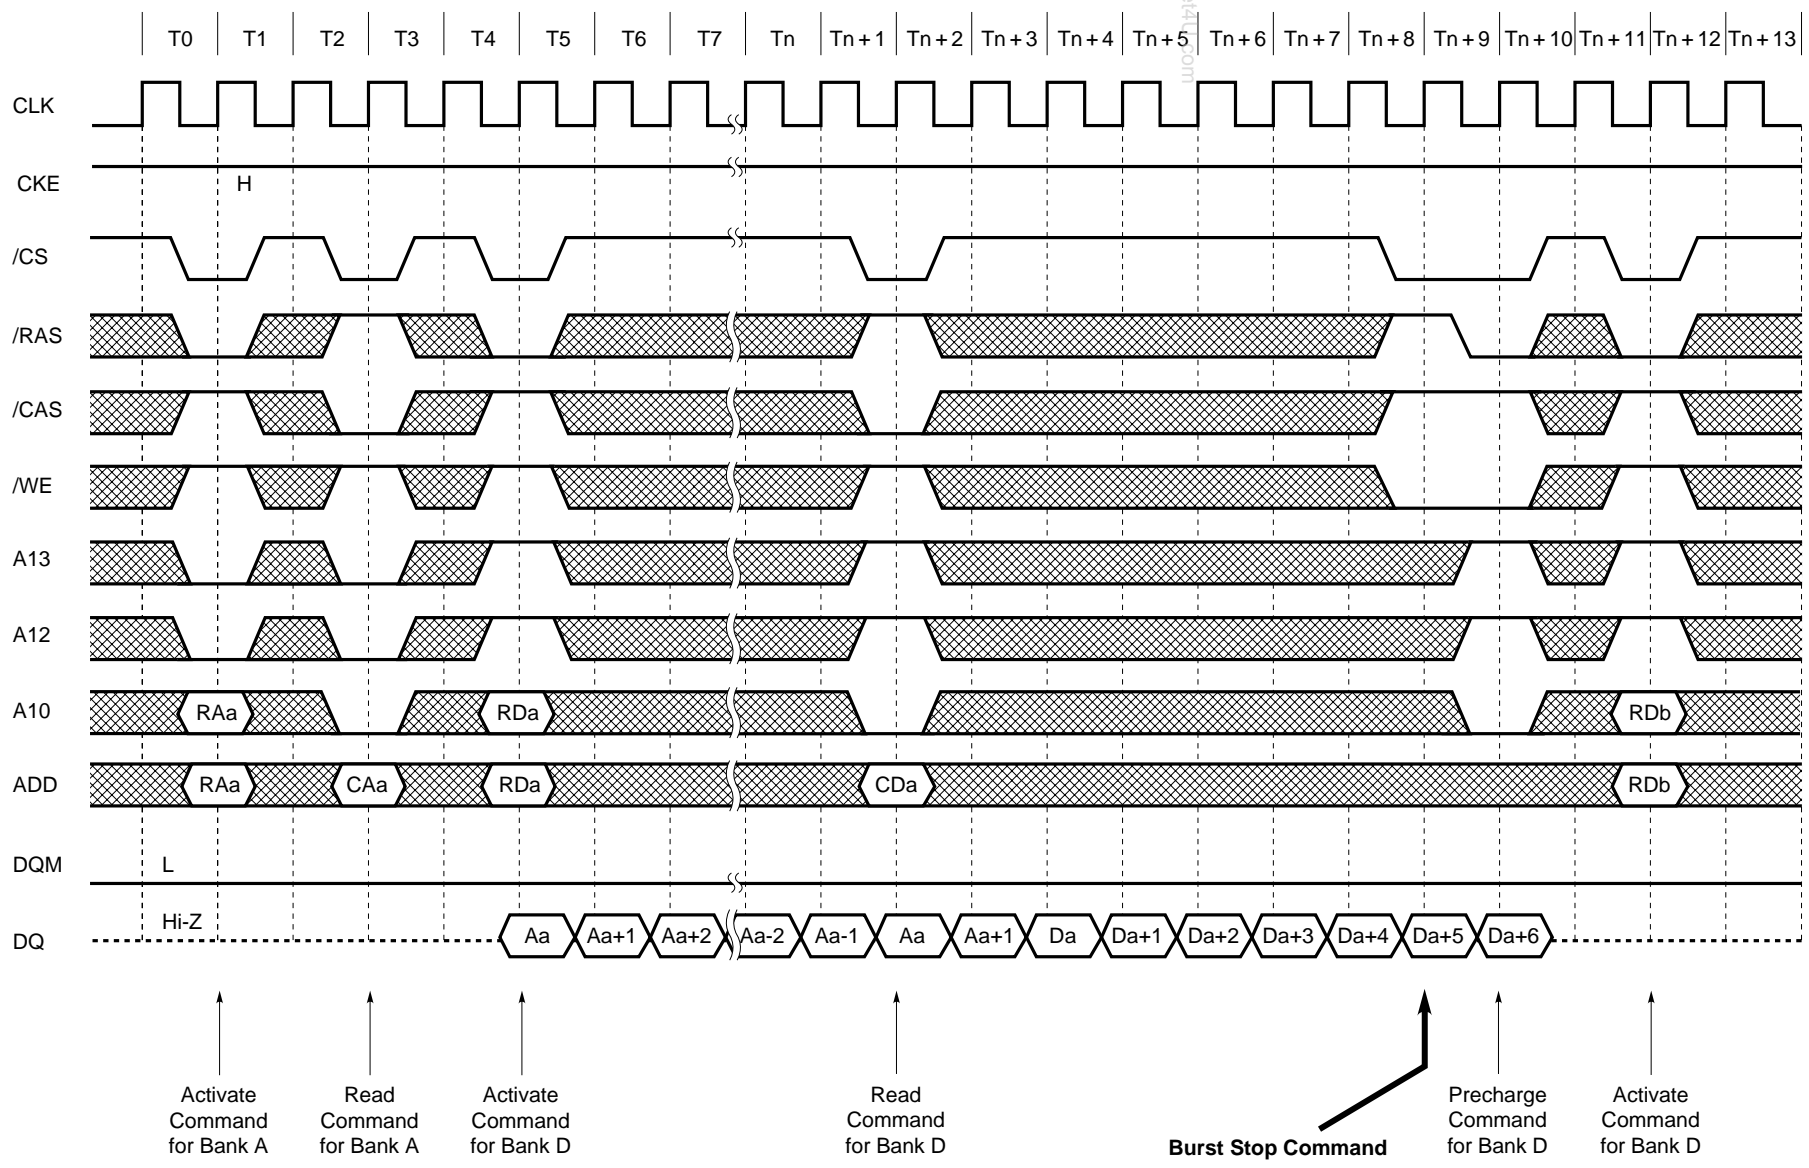 T0 T1 T2 T3 T4 T5 T6 T7 Tn Tn + 1 Tn + 2 Tn + 3 Tn + 4 Tn + 5 Tn + 6 Tn + 7 Tn + 8 Tn + 9 Tn + 10 Tn + 11 Tn + 12 Tn + 13
et4U.com
CLK
CKE
H
/CS
/RAS
/CAS
/WE
A13
A12
A10 RAa RDa RDb
ADD RAa CAa RDa CDa RDb
DQM L
Hi-Z
DQ Aa Aa+1 Aa+2 Aa-2 Aa-1 Aa Aa+1 Da Da+1 Da+2 Da+3 Da+4 Da+5 Da+6
Activate
Command
for Bank A
Read
Command
for Bank A
Activate
Command
for Bank D
Read
Command
for Bank D
Burst Stop Command
Precharge
Command
for Bank D
Activate
Command
for Bank D